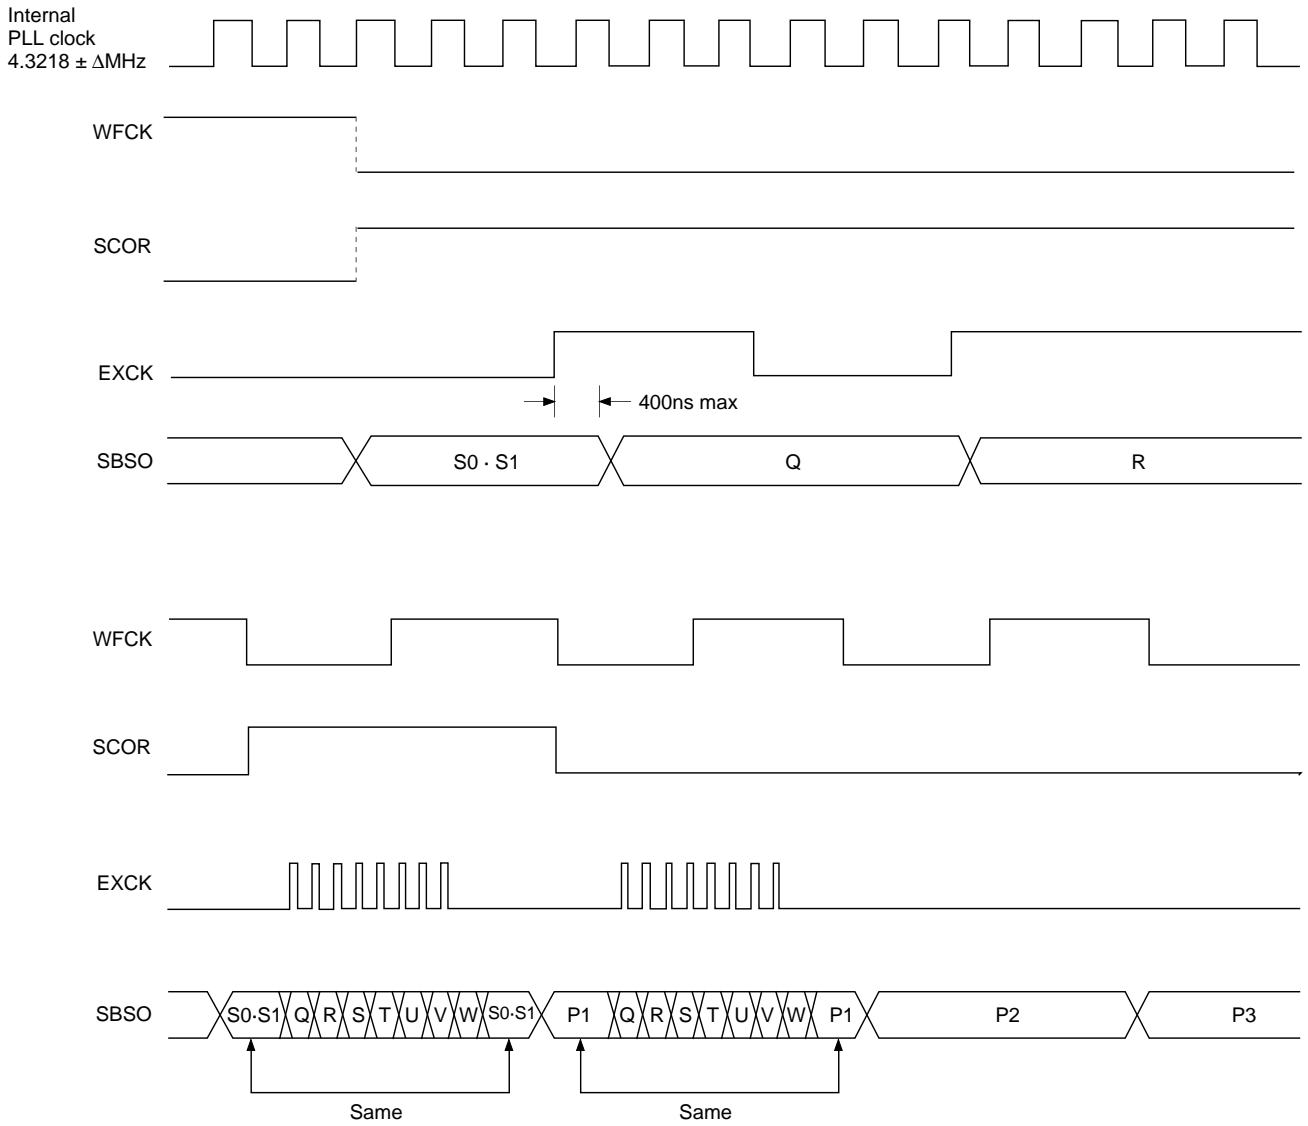 Internal
PLL clock
4.3218 ± ΔMHz
WFCK
SCOR
EXCK
400ns max
SBSO
S0 · S1
Q
R
WFCK
SCOR
EXCK
SBSO
S0·S1 Q R S T U V W S0·S1 P1 Q R S T U V W P1 P2 P3
Same
Same